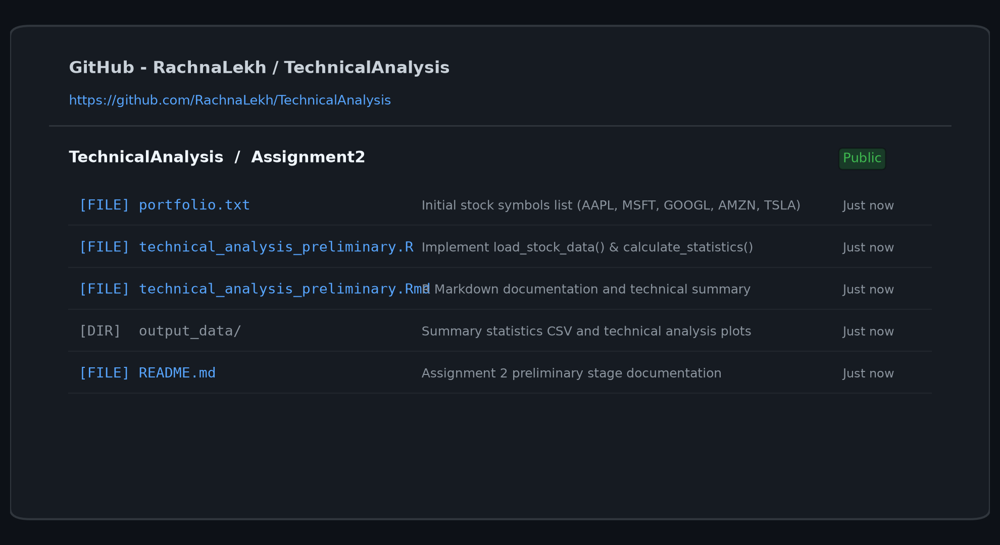 GitHub - RachnaLekh / TechnicalAnalysis
https://github.com/RachnaLekh/TechnicalAnalysis
TechnicalAnalysis / Assignment2 Public
[FILE] portfolio.txt Initial stock symbols list (AAPL, MSFT, GOOGL, AMZN, TSLA) Just now
[FILE] technical_analysis_preliminary.R Implement load_stock_data() & calculate_statistics() Just now
[FILE] technical_analysis_preliminary.Rmd R Markdown documentation and technical summary Just now
[DIR] output_data/ Summary statistics CSV and technical analysis plots Just now
[FILE] README.md Assignment 2 preliminary stage documentation Just now